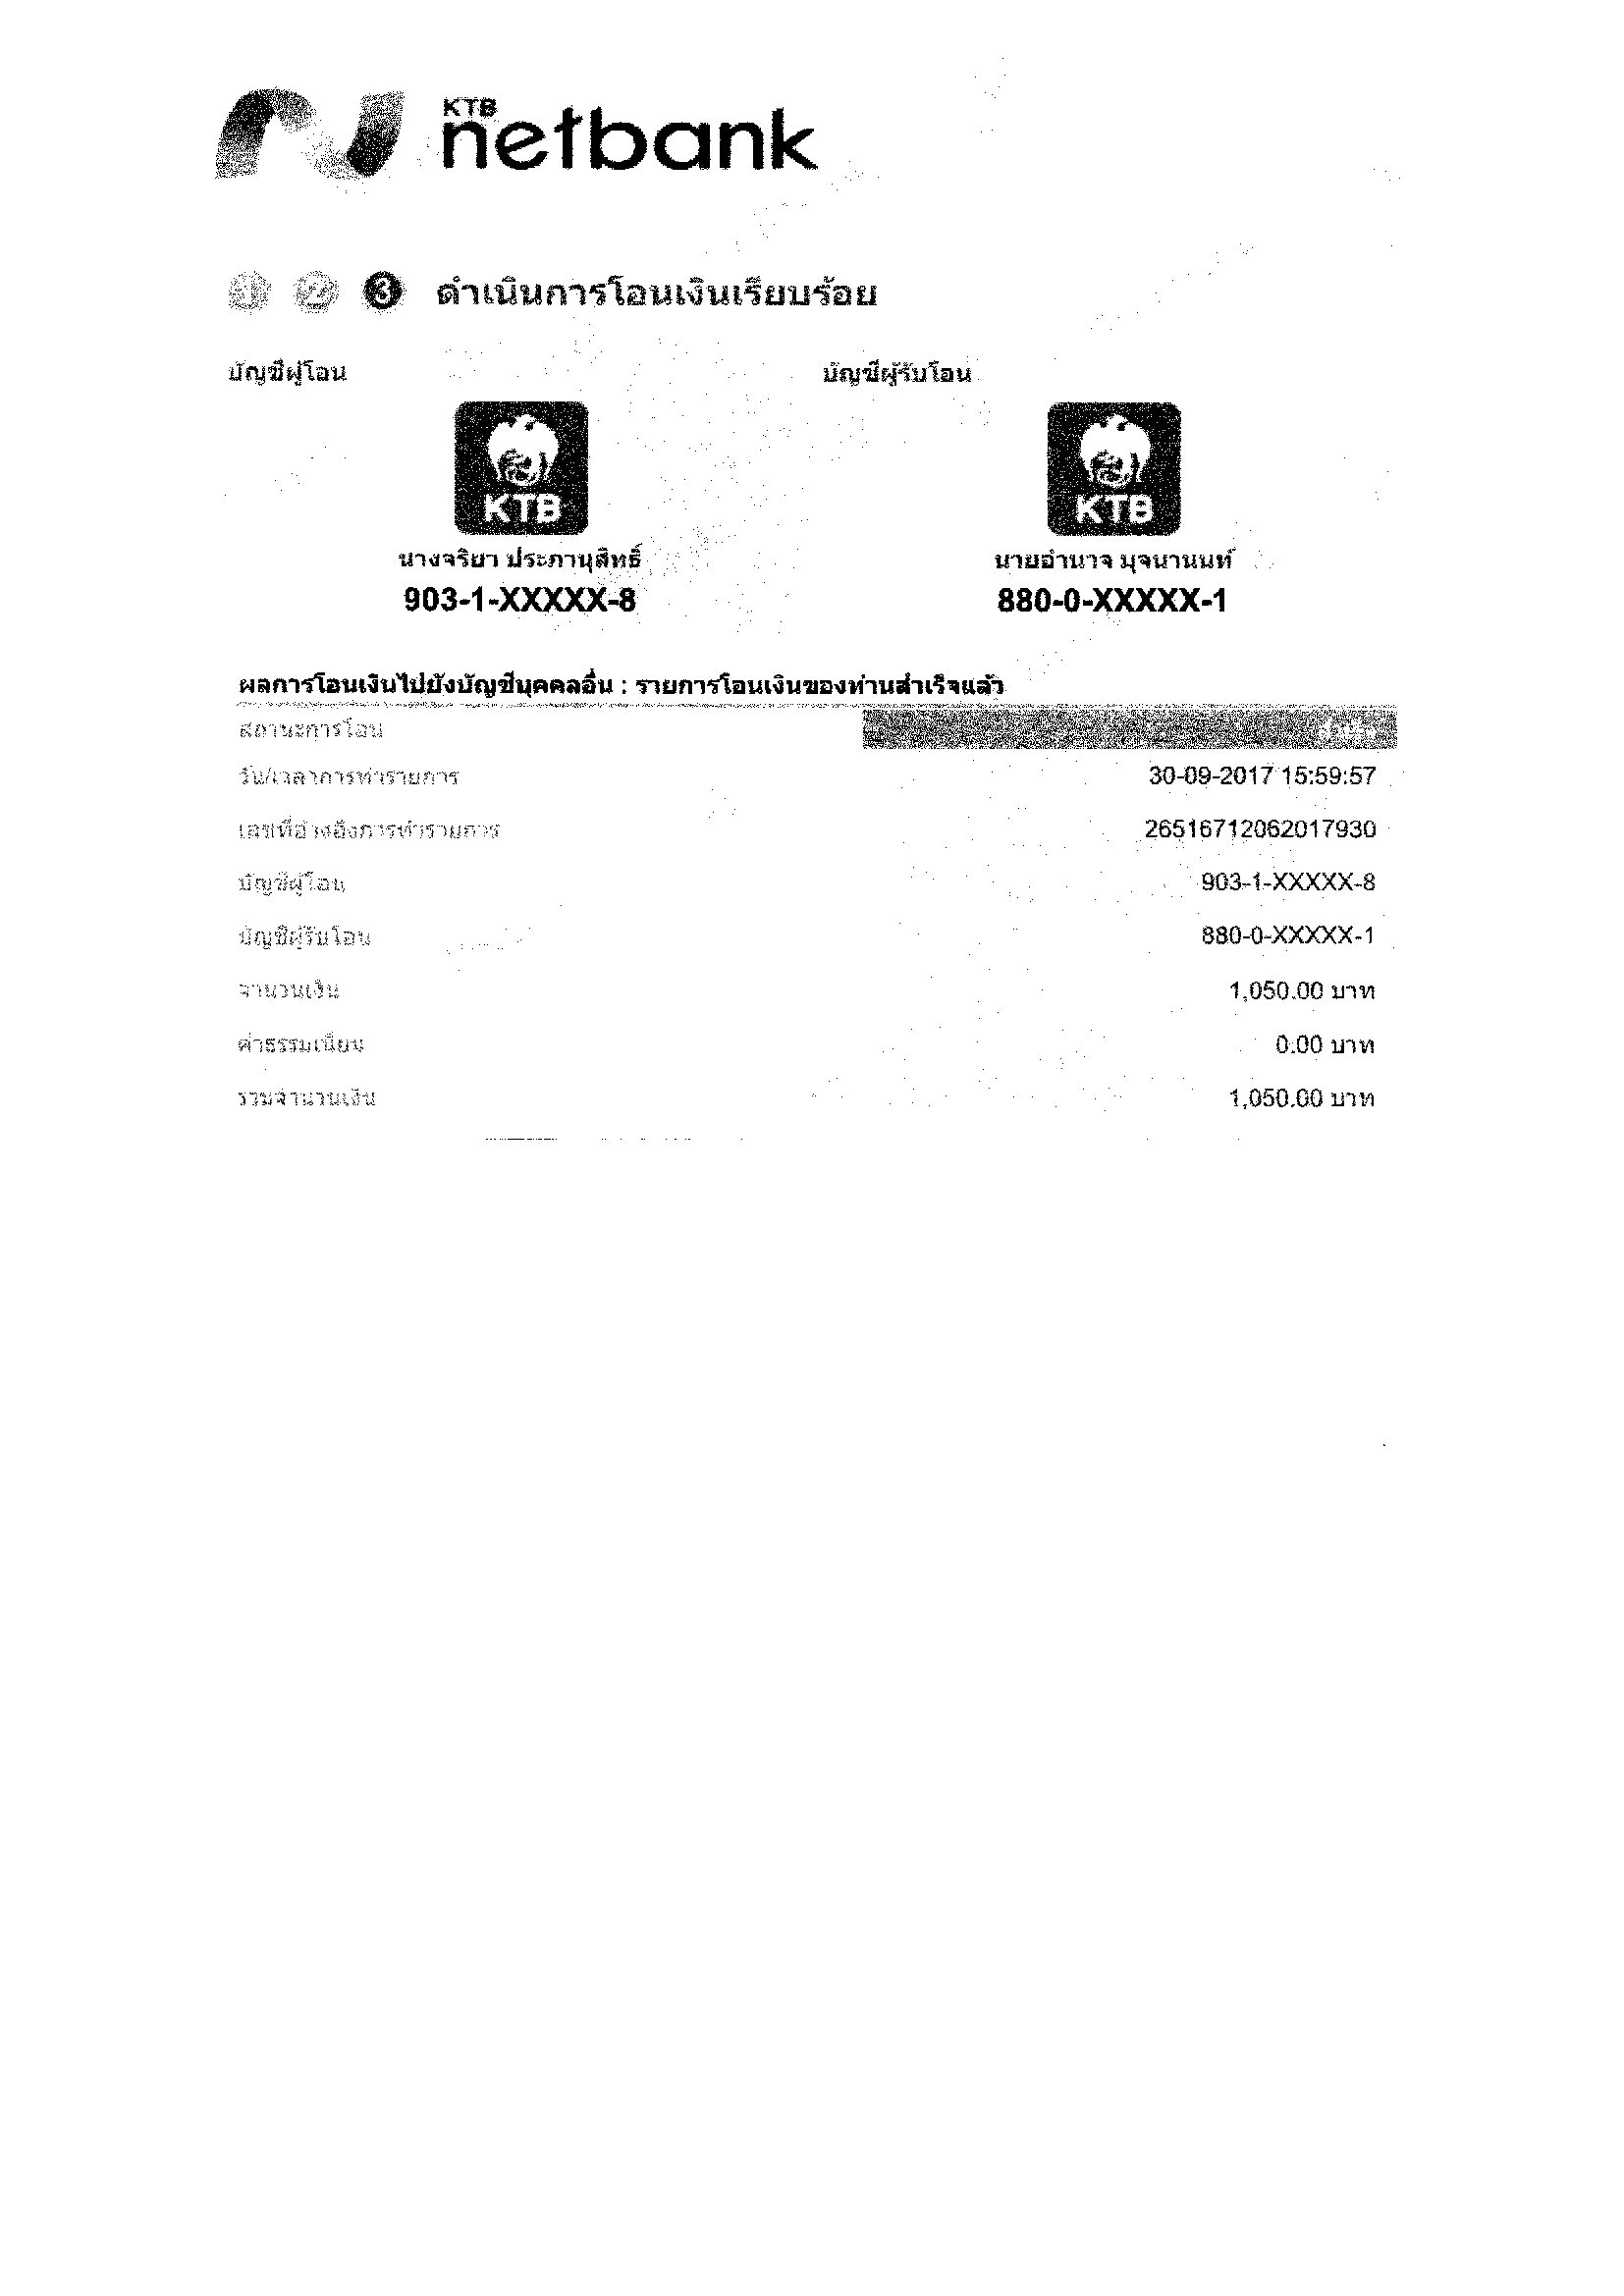 KTB
netbank
1 2 3 ดำเนินการโอนเงินเรียบร้อย
บัญชีผู้โอน บัญชีผู้รับโอน
KTB KTB
นางจริยา ประภานุสิทธิ์ นายอำนาจ มุจนานนท์
903-1-XXXXX-8 880-0-XXXXX-1
ผลการโอนเงินไปยังบัญชีบุคคลอื่น : รายการโอนเงินของท่านสำเร็จแล้ว
สถานะการโอน สำเร็จ
วัน/เวลาการทำรายการ 30-09-2017 15:59:57
เลขที่อ้างอิงการทำรายการ 26516712062017930
บัญชีผู้โอน 903-1-XXXXX-8
บัญชีผู้รับโอน 880-0-XXXXX-1
จำนวนเงิน 1,050.00 บาท
ค่าธรรมเนียม 0.00 บาท
รวมจำนวนเงิน 1,050.00 บาท